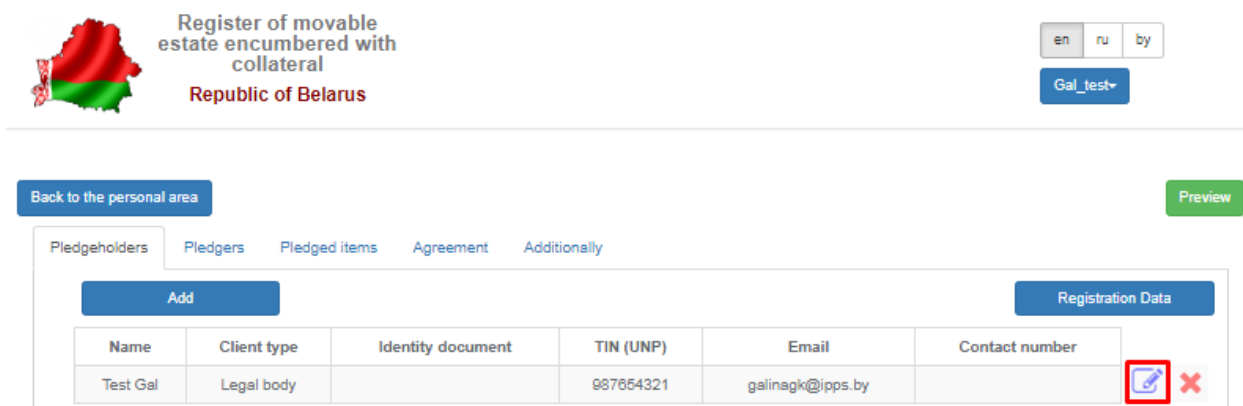 Register of movable
estate encumbered with
collateral
Republic of Belarus
en ru by
Gal_test
Back to the personal area
Preview
Pledgeholders Pledgers Pledged items Agreement Additionally
Add
Registration Data
Name Client type Identity document TIN (UNP) Email Contact number
Test Gal Legal body 987654321 galinagk@ipps.by